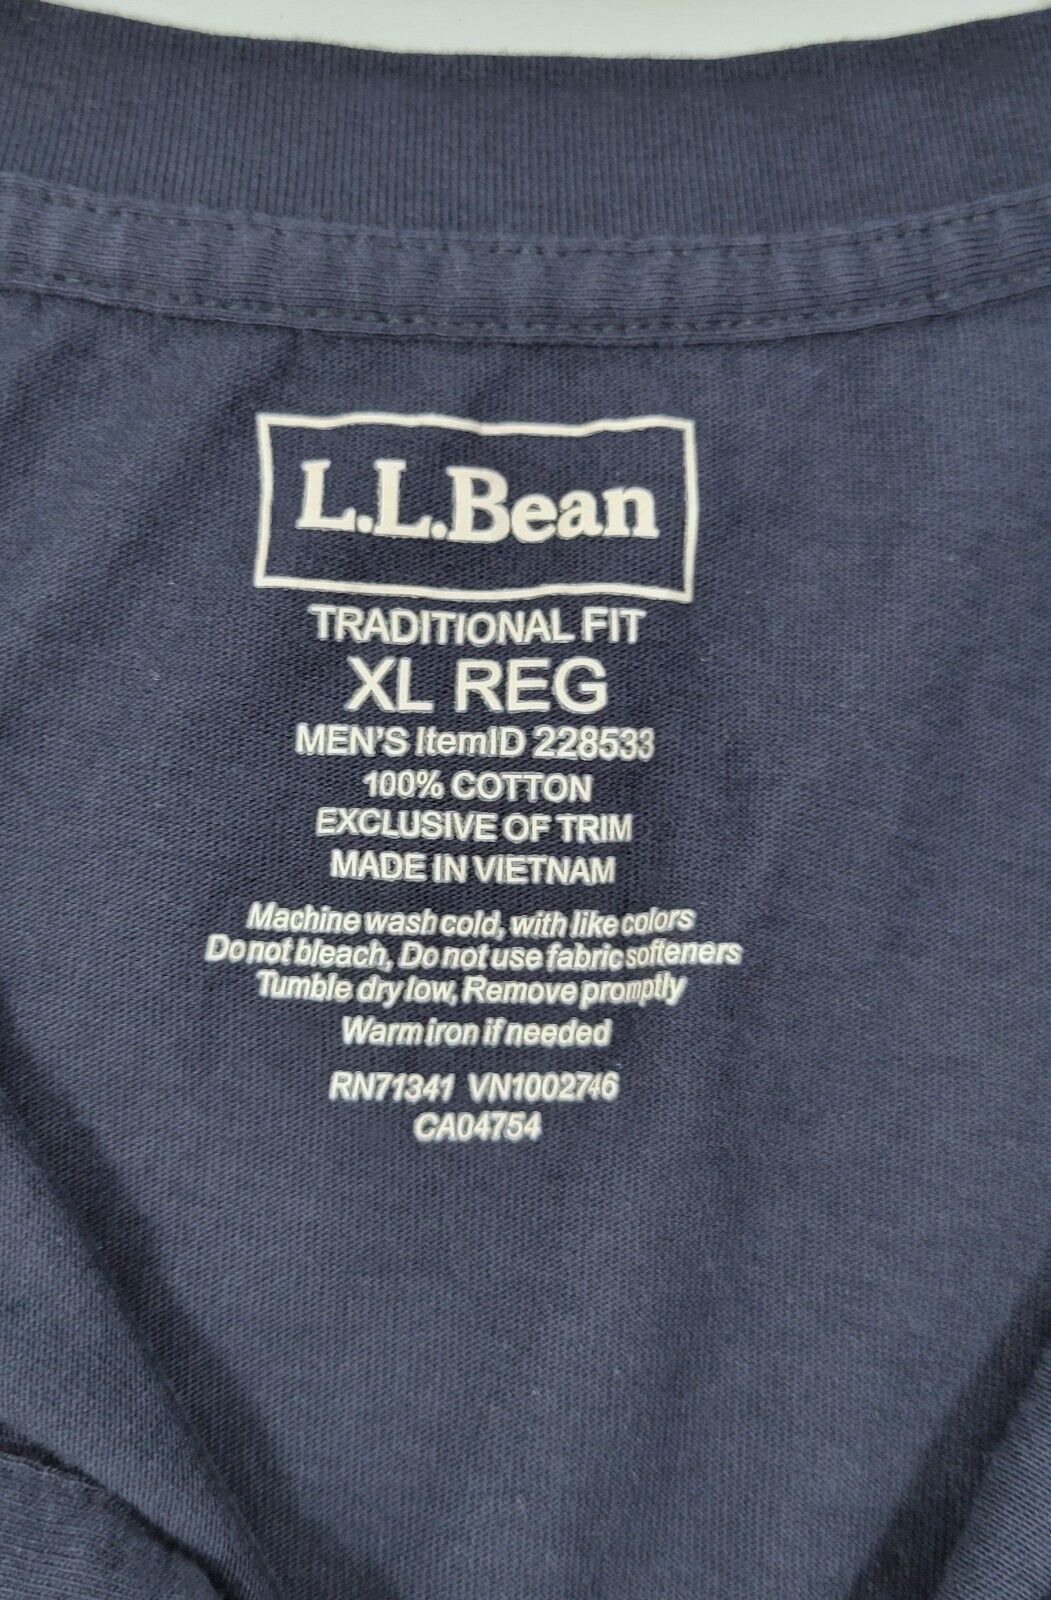 L.L.Bean
TRADITIONAL FIT
XL REG
MEN'S ItemID 228533
100% COTTON
EXCLUSIVE OF TRIM
MADE IN VIETNAM
Machine wash cold, with like colors
Do not bleach, Do not use fabric softeners
Tumble dry low, Remove promptly
Warm iron if needed
RN71341 VN1002746
CA04754